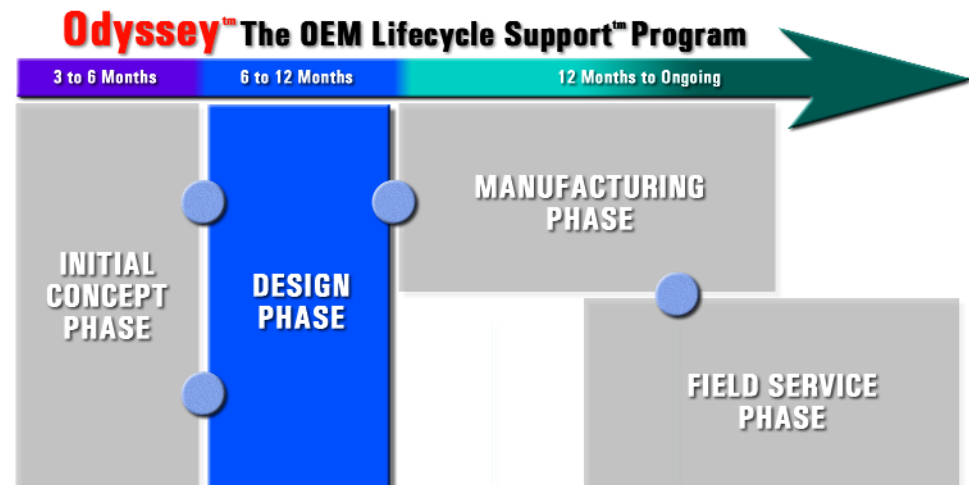 Odyssey™ The OEM Lifecycle Support™ Program
3 to 6 Months 6 to 12 Months 12 Months to Ongoing
MANUFACTURING
PHASE
INITIAL
CONCEPT
PHASE
DESIGN
PHASE
FIELD SERVICE
PHASE